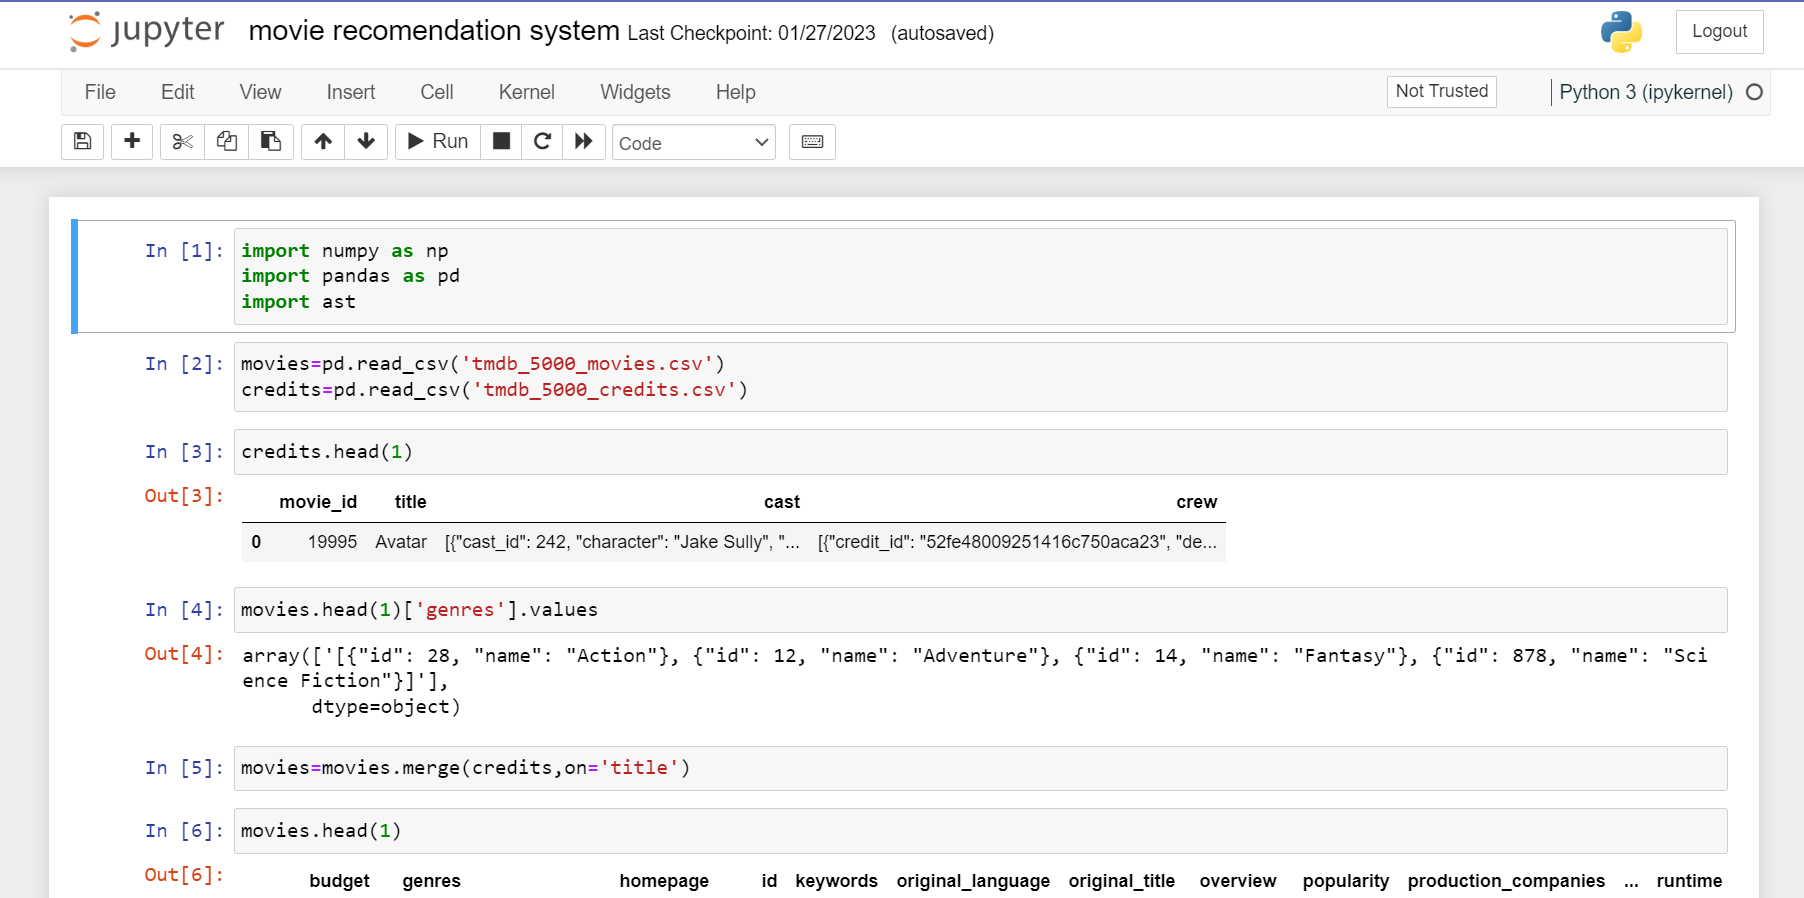 jupyter movie recomendation system Last Checkpoint: 01/27/2023 (autosaved) Logout
File Edit View Insert Cell Kernel Widgets Help Not Trusted Python 3 (ipykernel)
Run Code
In [1]: import numpy as np
import pandas as pd
import ast
In [2]: movies=pd.read_csv('tmdb_5000_movies.csv')
credits=pd.read_csv('tmdb_5000_credits.csv')
In [3]: credits.head(1)
Out[3]:
movie_id title cast crew
0 19995 Avatar [{"cast_id": 242, "character": "Jake Sully", "... [{"credit_id": "52fe48009251416c750aca23", "de...
In [4]: movies.head(1)['genres'].values
Out[4]: array(['[{"id": 28, "name": "Action"}, {"id": 12, "name": "Adventure"}, {"id": 14, "name": "Fantasy"}, {"id": 878, "name": "Sci
ence Fiction"}]'],
dtype=object)
In [5]: movies=movies.merge(credits,on='title')
In [6]: movies.head(1)
Out[6]:
budget genres homepage id keywords original_language original_title overview popularity production_companies ... runtime